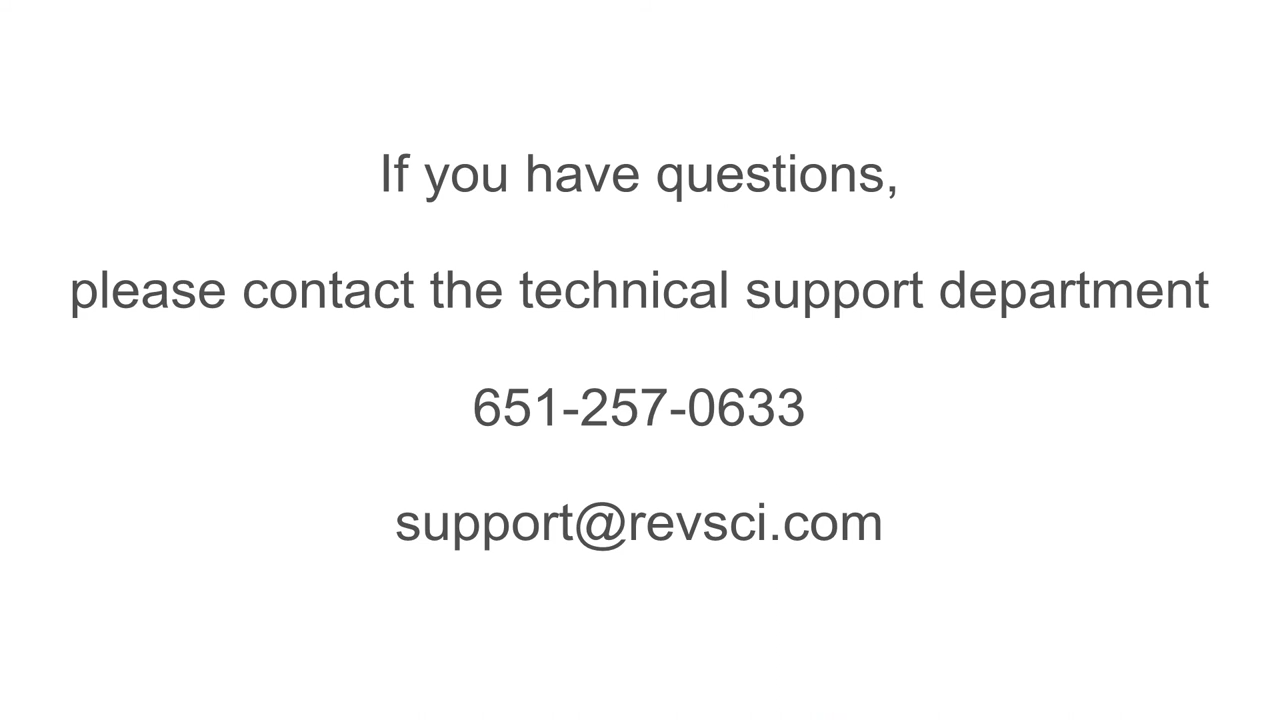 If you have questions,
please contact the technical support department
651-257-0633
support@revsci.com